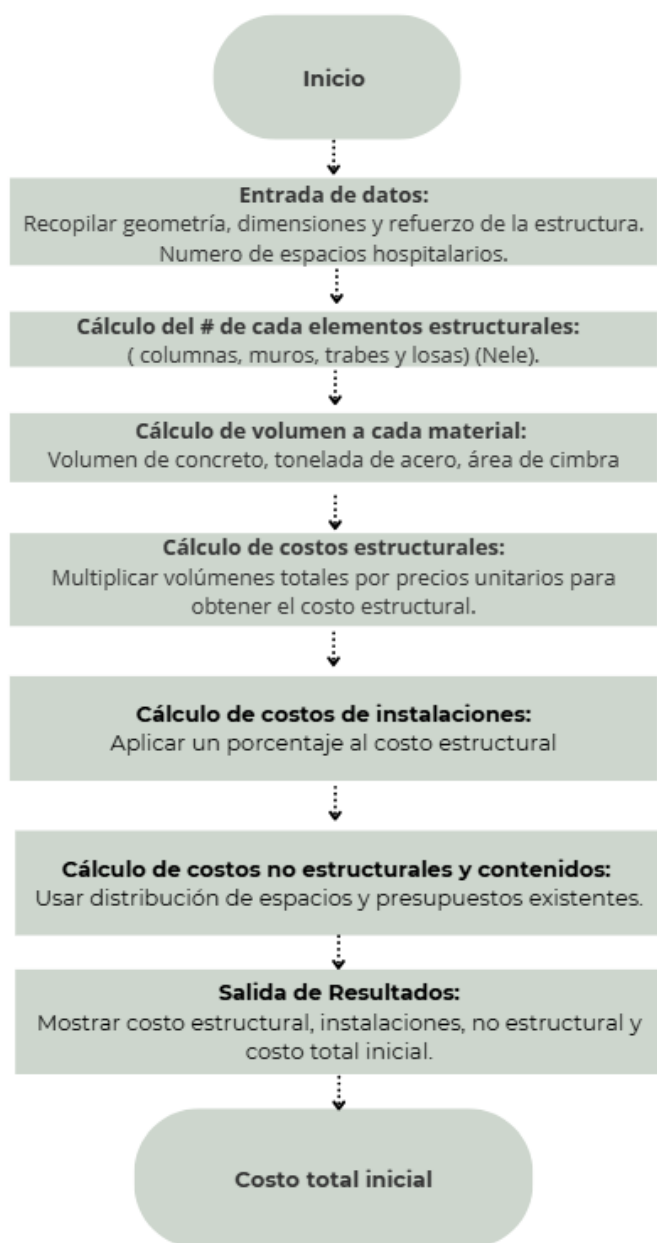 Inicio
Entrada de datos:
Recopilar geometría, dimensiones y refuerzo de la estructura.
Numero de espacios hospitalarios.
Cálculo del # de cada elementos estructurales:
( columnas, muros, trabes y losas) (Nele).
Cálculo de volumen a cada material:
Volumen de concreto, tonelada de acero, área de cimbra
Cálculo de costos estructurales:
Multiplicar volúmenes totales por precios unitarios para
obtener el costo estructural.
Cálculo de costos de instalaciones:
Aplicar un porcentaje al costo estructural
Cálculo de costos no estructurales y contenidos:
Usar distribución de espacios y presupuestos existentes.
Salida de Resultados:
Mostrar costo estructural, instalaciones, no estructural y
costo total inicial.
Costo total inicial